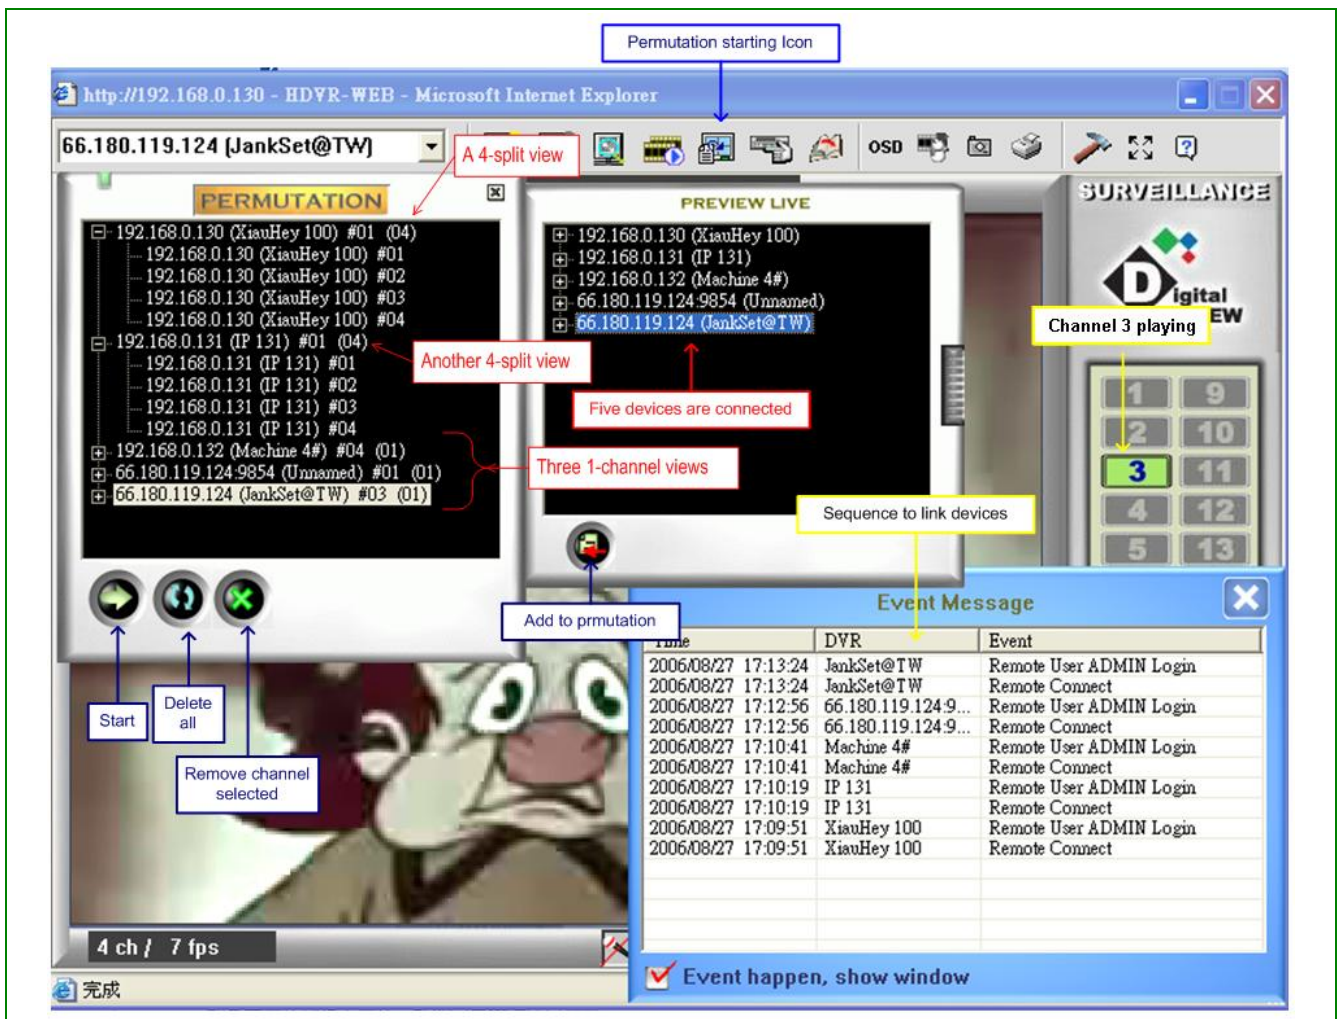 Permutation starting Icon
http://192.168.0.130 - HDVR-WEB - Microsoft Internet Explorer
66.180.119.124 (JankSet@TW)
A 4-split view
OSD
PERMUTATION
192.168.0.130 (XiauHey 100) #01 (04)
192.168.0.130 (XiauHey 100) #01
192.168.0.130 (XiauHey 100) #02
192.168.0.130 (XiauHey 100) #03
192.168.0.130 (XiauHey 100) #04
192.168.0.131 (IP 131) #01 (04)
192.168.0.131 (IP 131) #01
192.168.0.131 (IP 131) #02
192.168.0.131 (IP 131) #03
192.168.0.131 (IP 131) #04
192.168.0.132 (Machine 4#) #04 (01)
66.180.119.124:9854 (Unnamed) #01 (01)
66.180.119.124 (JankSet@TW) #03 (01)
Another 4-split view
Three 1-channel views
PREVIEW LIVE
192.168.0.130 (XiauHey 100)
192.168.0.131 (IP 131)
192.168.0.132 (Machine 4#)
66.180.119.124:9854 (Unnamed)
66.180.119.124 (JankSet@TW)
Five devices are connected
SURVEILLANCE
Digital
EW
Channel 3 playing
1 9
2 10
3 11
4 12
5 13
Sequence to link devices
Add to prmutation
Start
Delete
all
Remove channel
selected
Event Message
Time DVR Event
2006/08/27 17:13:24 JankSet@TW Remote User ADMIN Login
2006/08/27 17:13:24 JankSet@TW Remote Connect
2006/08/27 17:12:56 66.180.119.124:9... Remote User ADMIN Login
2006/08/27 17:12:56 66.180.119.124:9... Remote Connect
2006/08/27 17:10:41 Machine 4# Remote User ADMIN Login
2006/08/27 17:10:41 Machine 4# Remote Connect
2006/08/27 17:10:19 IP 131 Remote User ADMIN Login
2006/08/27 17:10:19 IP 131 Remote Connect
2006/08/27 17:09:51 XiauHey 100 Remote User ADMIN Login
2006/08/27 17:09:51 XiauHey 100 Remote Connect
Event happen, show window
4 ch / 7 fps
完成